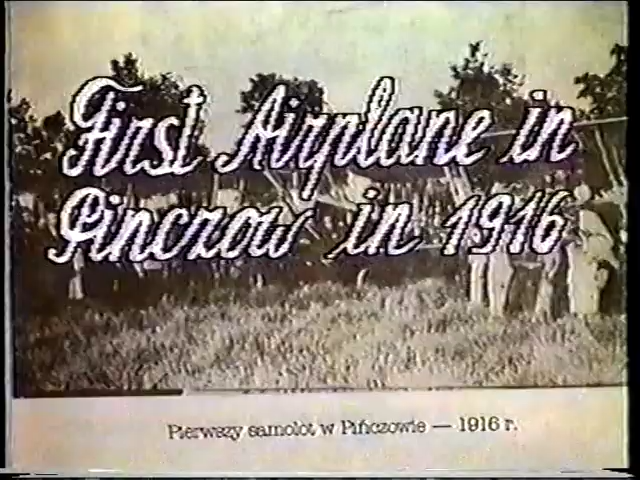 First Airplane in
Pinczow in 1916
Pierwszy samolot w Pińczowie — 1916 r.